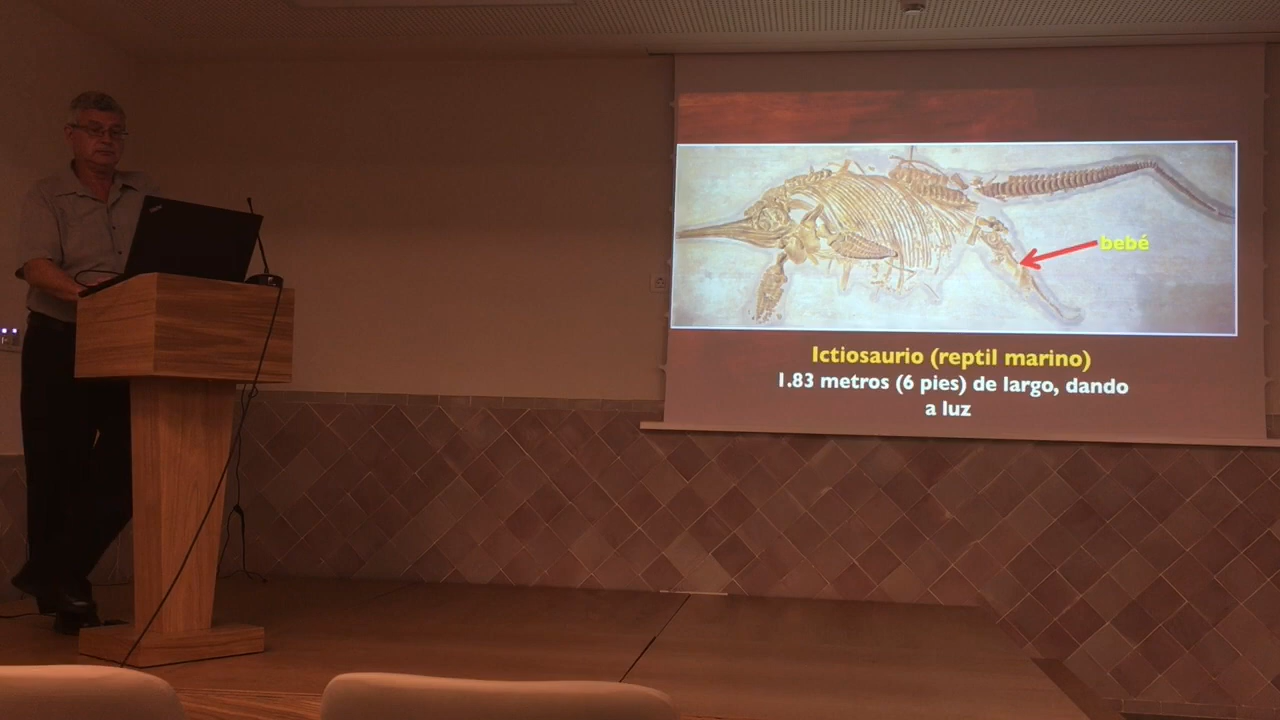 bebé
Ictiosaurio (reptil marino)
1.83 metros (6 pies) de largo, dando
a luz